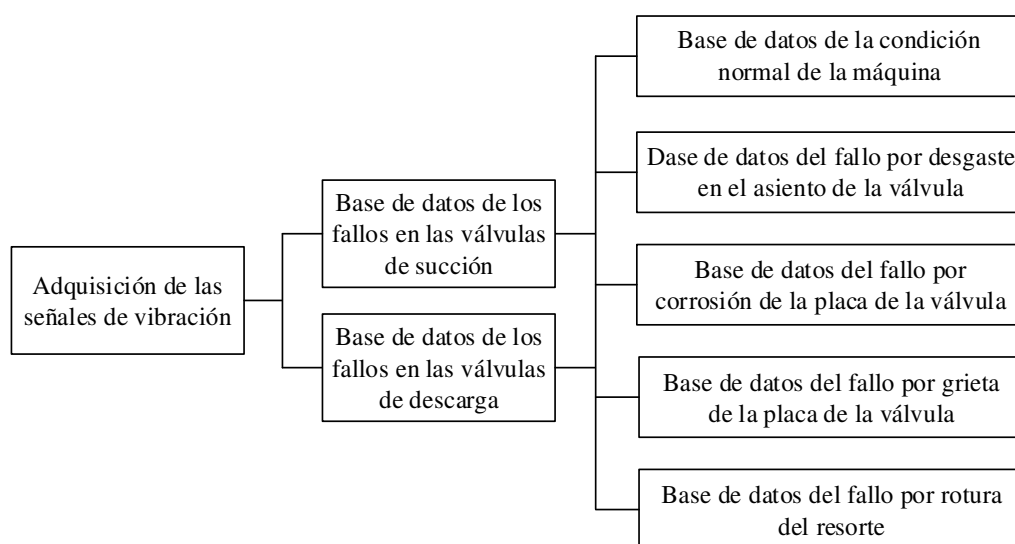 Adquisición de las
señales de vibración
Base de datos de los
fallos en las válvulas
de succión
Base de datos de los
fallos en las válvulas
de descarga
Base de datos de la condición
normal de la máquina
Dase de datos del fallo por desgaste
en el asiento de la válvula
Base de datos del fallo por
corrosión de la placa de la válvula
Base de datos del fallo por grieta
de la placa de la válvula
Base de datos del fallo por rotura
del resorte